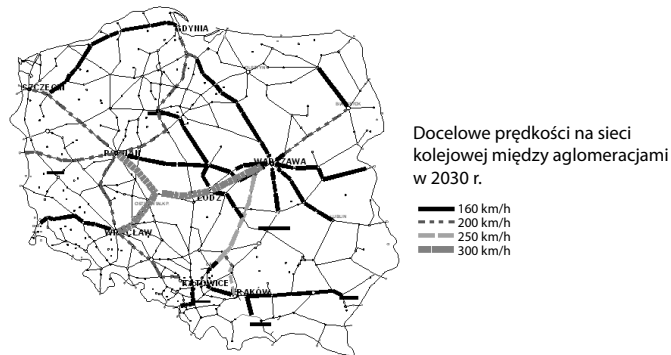 GDYNIA
SZCZECIN
POZNAŃ
WARSZAWA
ŁÓDŹ
WROCŁAW
KATOWICE
KRAKÓW
Docelowe prędkości na sieci
kolejowej między aglomeracjami
w 2030 r.
160 km/h
200 km/h
250 km/h
300 km/h